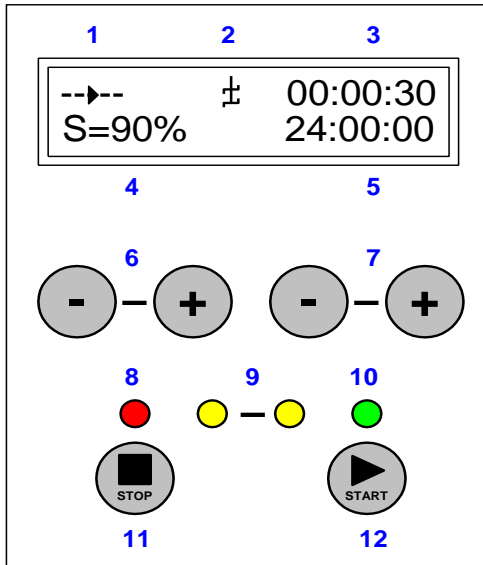 1 2 3
--▶-- 00:00:30
S=90% 24:00:00
4 5
6 7
- – + - – +
8 9 10
–
STOP START
11 12